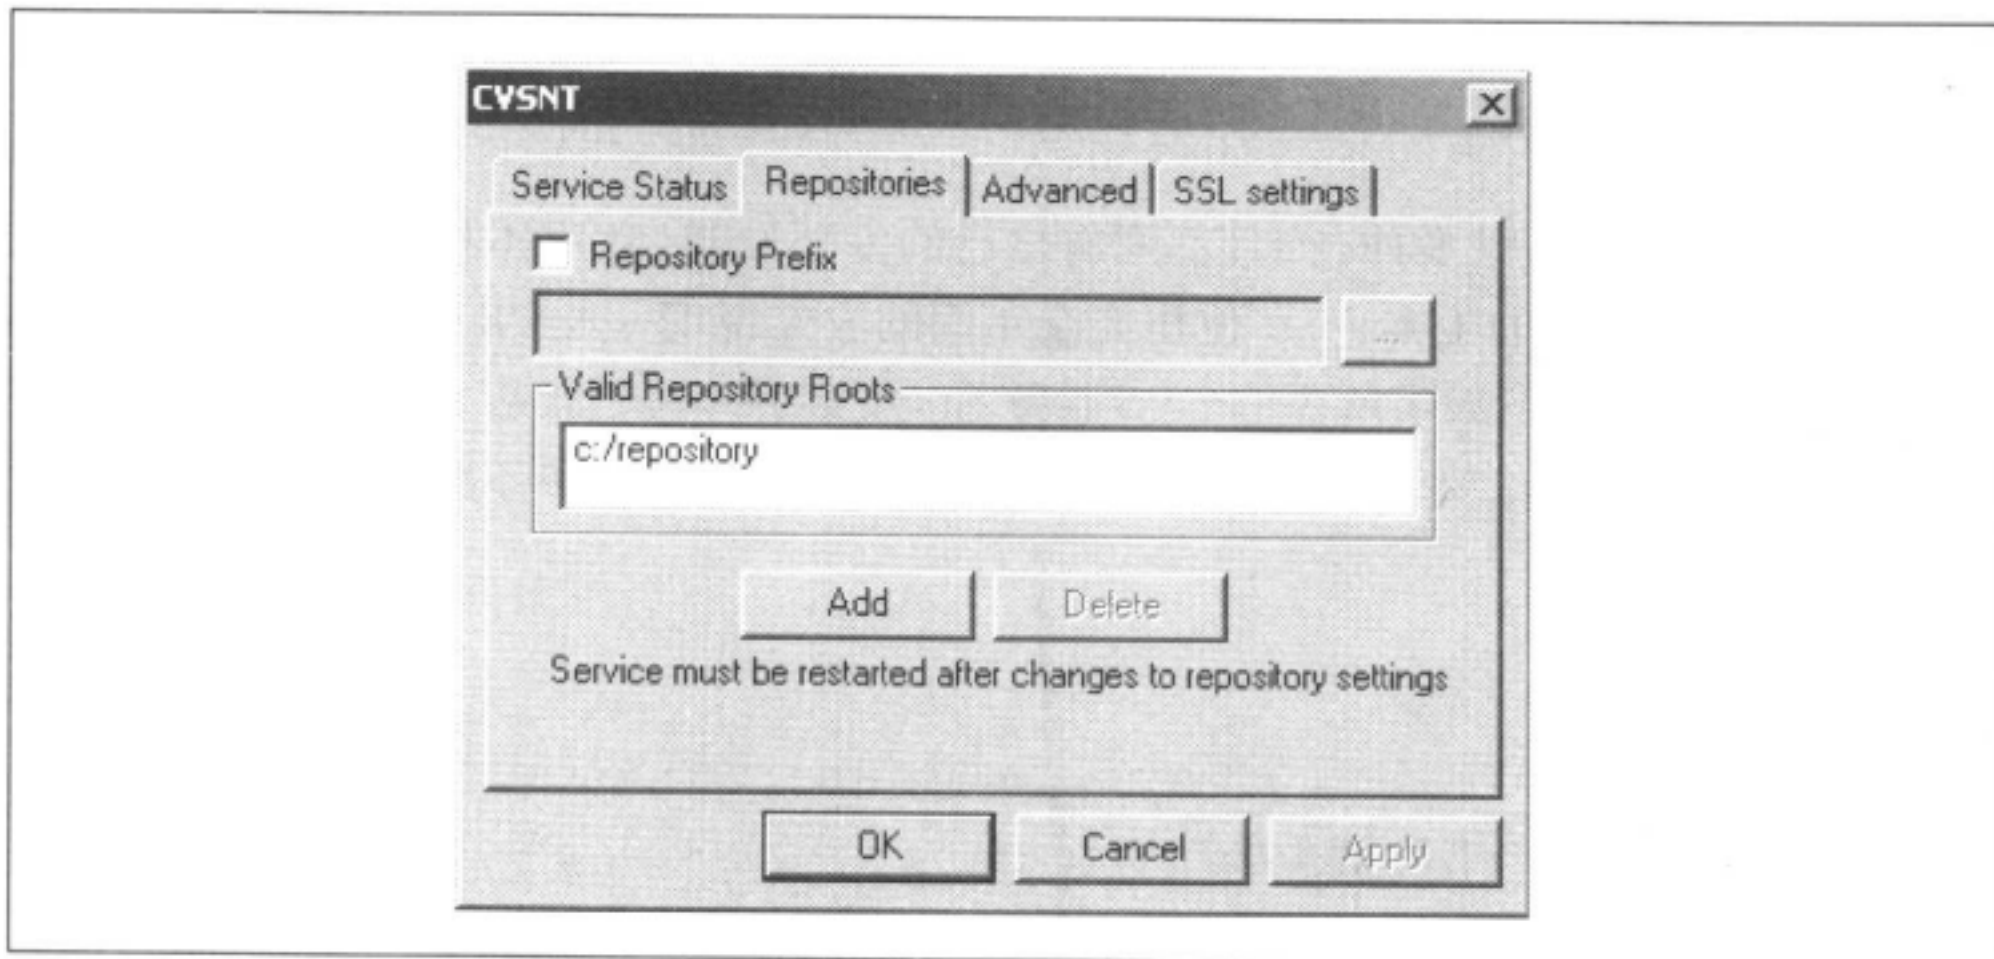 CVSNT
Service Status Repositories Advanced SSL settings
Repository Prefix
...
Valid Repository Roots
c:/repository
Add Delete
Service must be restarted after changes to repository settings
OK Cancel Apply